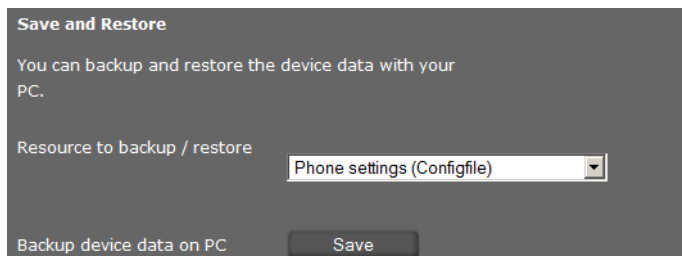 Save and Restore
You can backup and restore the device data with your
PC.
Resource to backup / restore
Phone settings (Configfile)
Backup device data on PC
Save